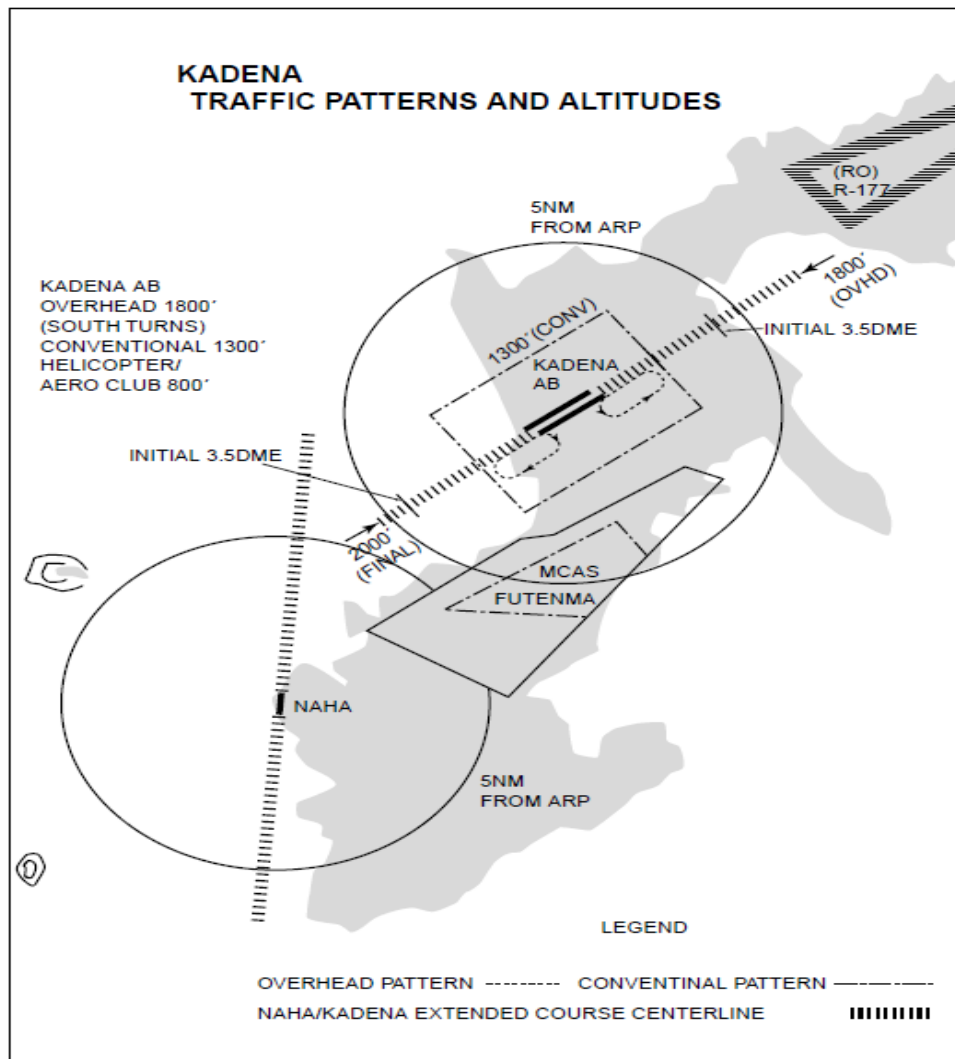 KADENA
TRAFFIC PATTERNS AND ALTITUDES
(RO)
R-177
5NM
FROM ARP
1800´
(OVHD)
KADENA AB
OVERHEAD 1800´
(SOUTH TURNS)
CONVENTIONAL 1300´
HELICOPTER/
AERO CLUB 800´
1300´(CONV)
INITIAL 3.5DME
KADENA
AB
INITIAL 3.5DME
2000´
(FINAL)
MCAS
FUTENMA
NAHA
5NM
FROM ARP
LEGEND
OVERHEAD PATTERN
CONVENTINAL PATTERN
NAHA/KADENA EXTENDED COURSE CENTERLINE